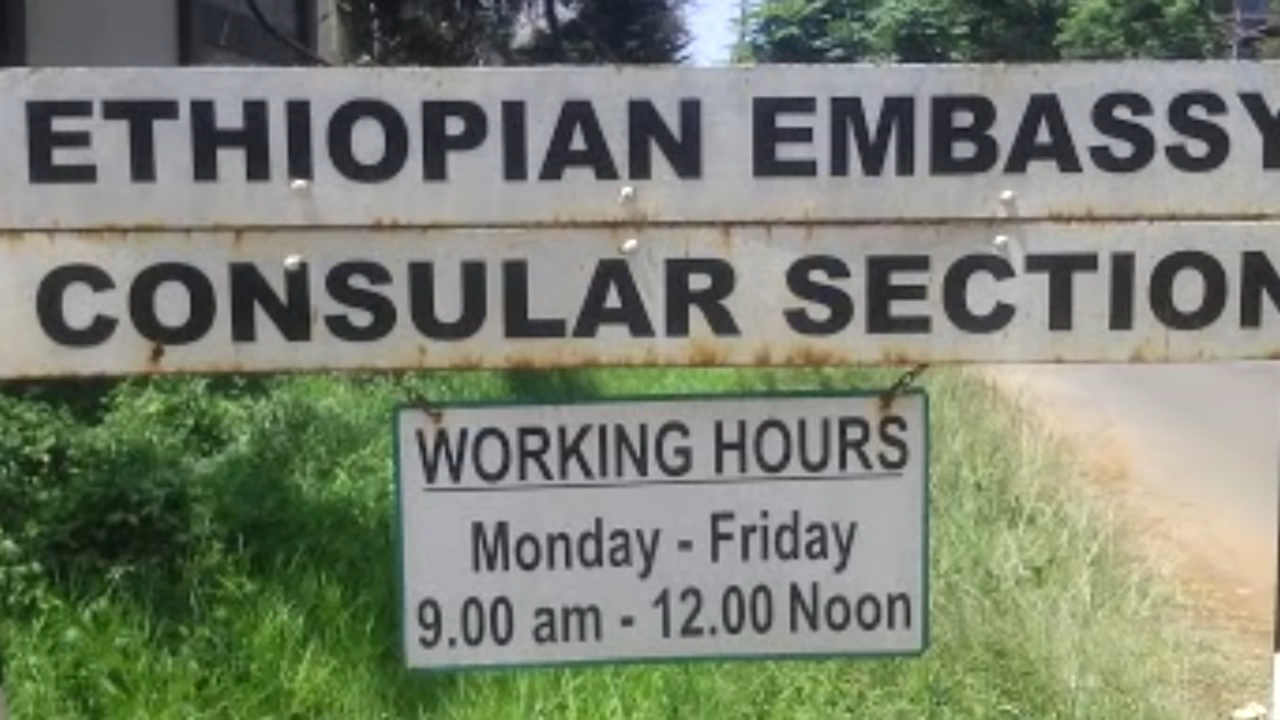 ETHIOPIAN EMBASSY
CONSULAR SECTION
WORKING HOURS
Monday - Friday
9.00 am - 12.00 Noon